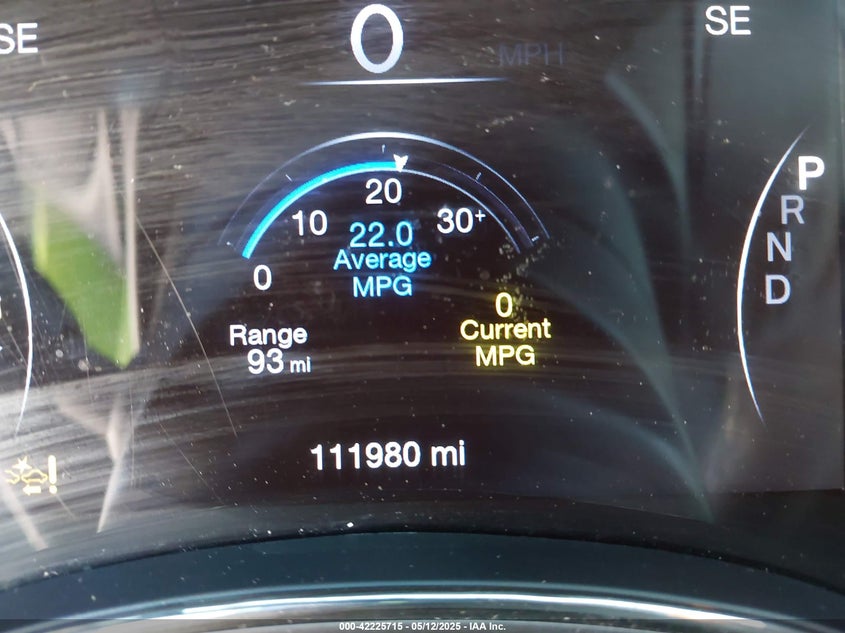 SE
0
MPH
SE
20
10
30+
22.0
Average
MPG
0
0
Current
MPG
Range
93 mi
111980 mi
P
R
N
D
000-42225715 - 05/12/2025 - IAA Inc.